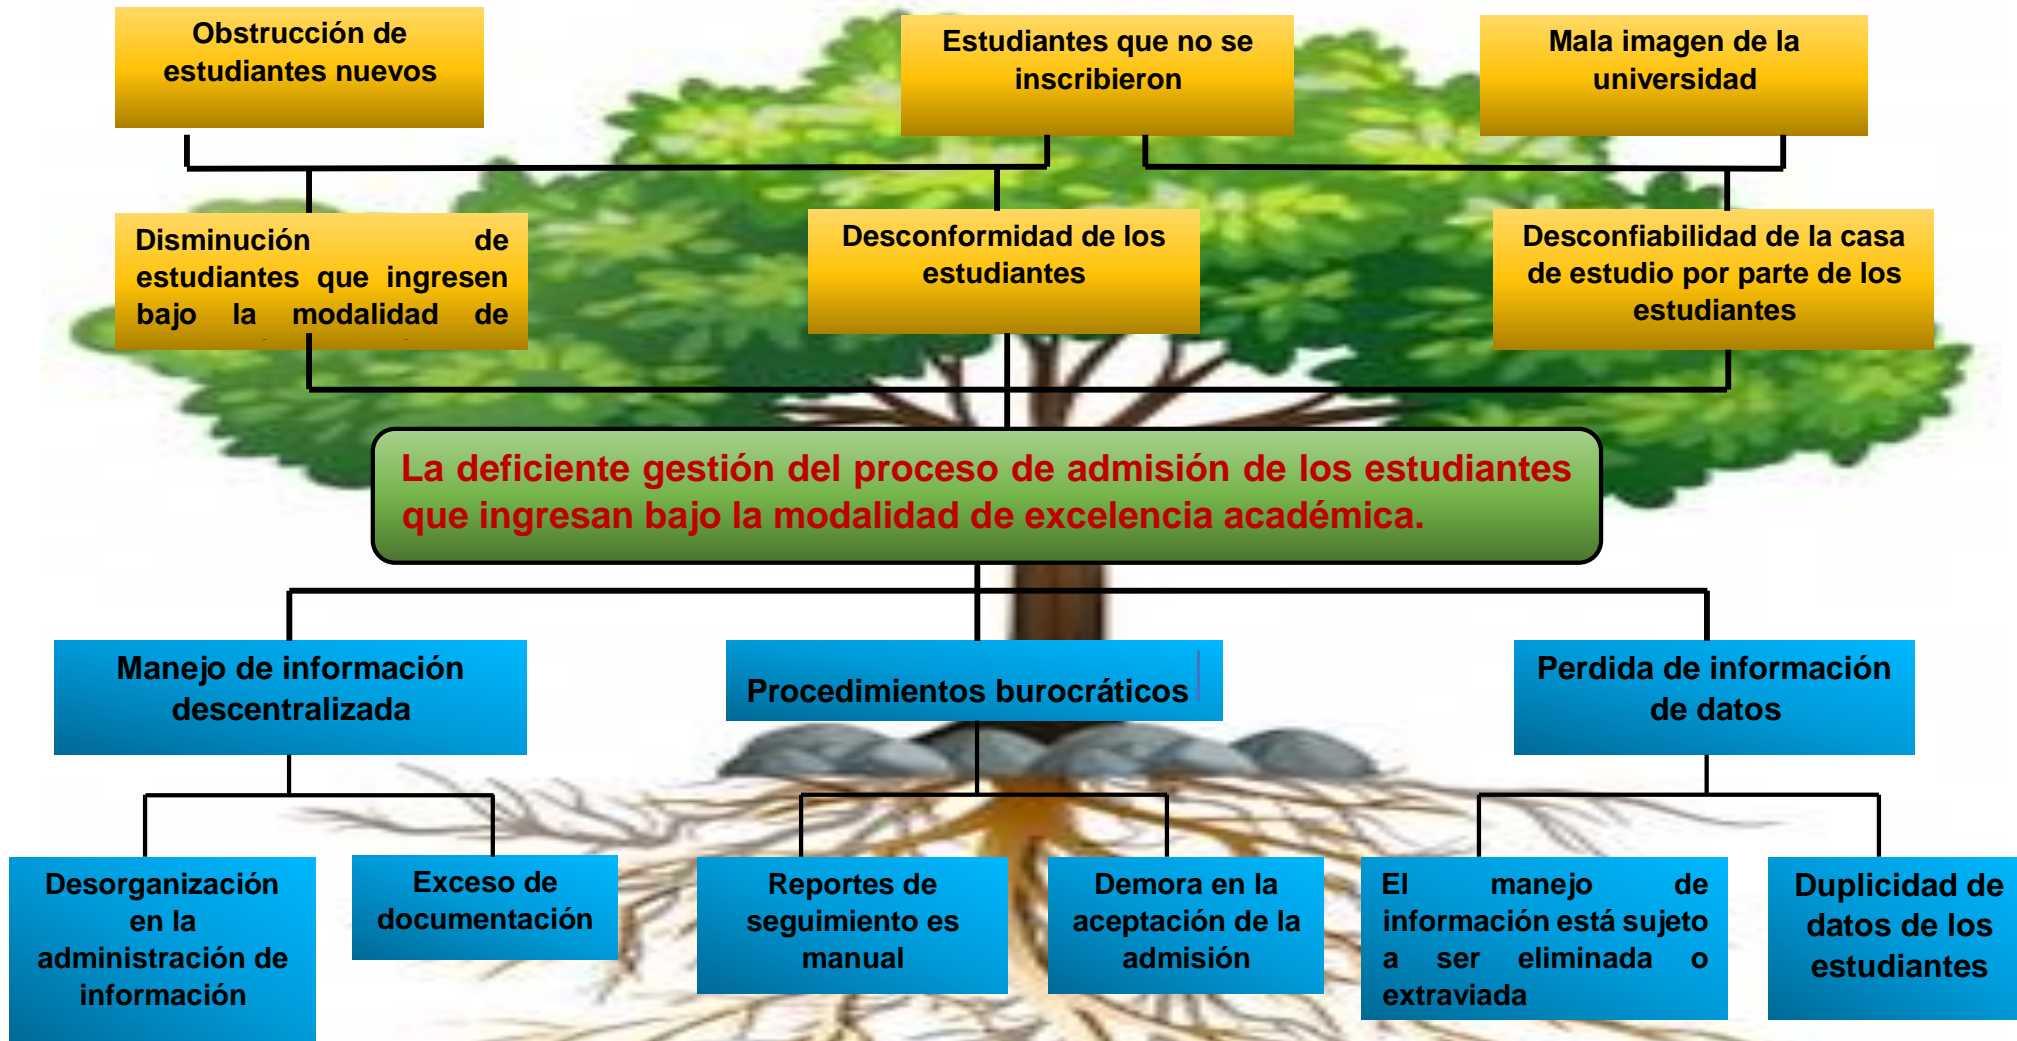 Obstrucción de
estudiantes nuevos
Estudiantes que no se
inscribieron
Mala imagen de la
universidad
Disminución de
estudiantes que ingresen
bajo la modalidad de
Desconformidad de los
estudiantes
Desconfiabilidad de la casa
de estudio por parte de los
estudiantes
La deficiente gestión del proceso de admisión de los estudiantes
que ingresan bajo la modalidad de excelencia académica.
Manejo de información
descentralizada
Procedimientos burocráticos
Perdida de información
de datos
Desorganización
en la
administración de
información
Exceso de
documentación
Reportes de
seguimiento es
manual
Demora en la
aceptación de la
admisión
El manejo de
información está sujeto
a ser eliminada o
extraviada
Duplicidad de
datos de los
estudiantes